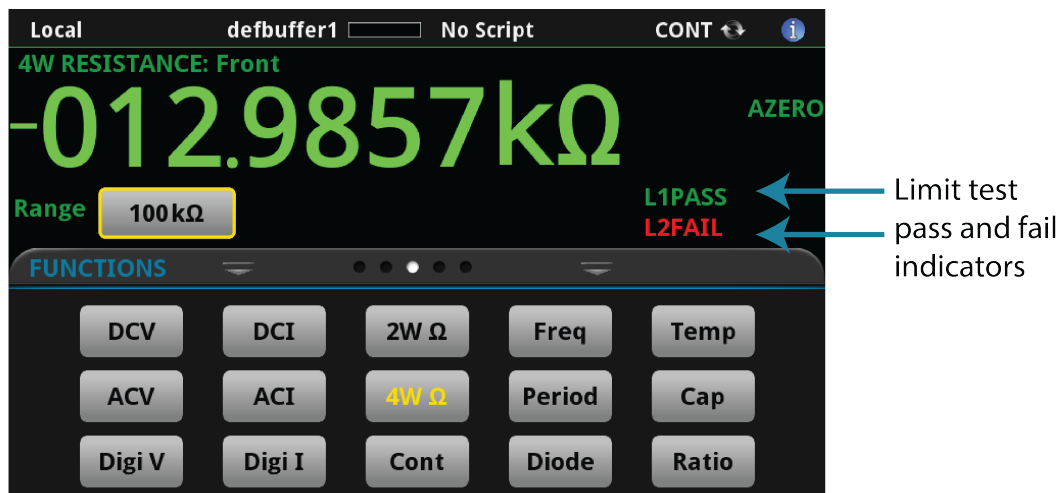 Local defbuffer1 No Script CONT i
4W RESISTANCE: Front
-012.9857kΩ
AZERO
Range 100kΩ
L1PASS
L2FAIL
Limit test
pass and fail
indicators
FUNCTIONS
DCV DCI 2W Ω Freq Temp
ACV ACI 4W Ω Period Cap
Digi V Digi I Cont Diode Ratio